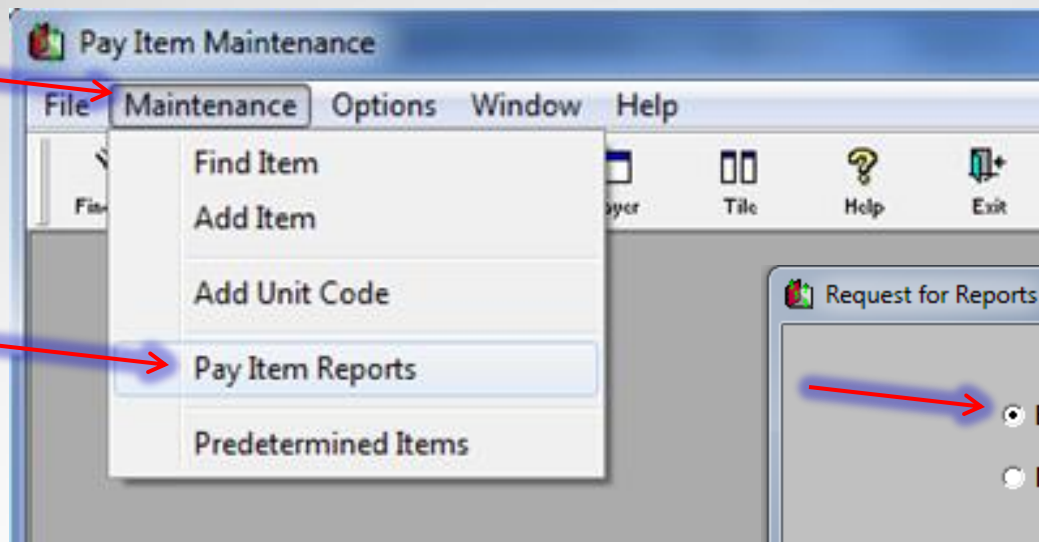 Pay Item Maintenance
File Maintenance Options Window Help
Find Item
Add Item
Add Unit Code
Pay Item Reports
Predetermined Items
Tile Help Exit
Request for Reports